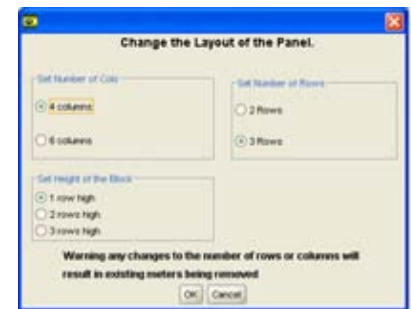 Change the Layout of the Panel.
Set Number of Cols
4 columns
6 columns
Set Number of Rows
2 Rows
3 Rows
Set Height of the Block
1 row high
2 rows high
3 rows high
Warning any changes to the number of rows or columns will
result in existing meters being removed
OK Cancel